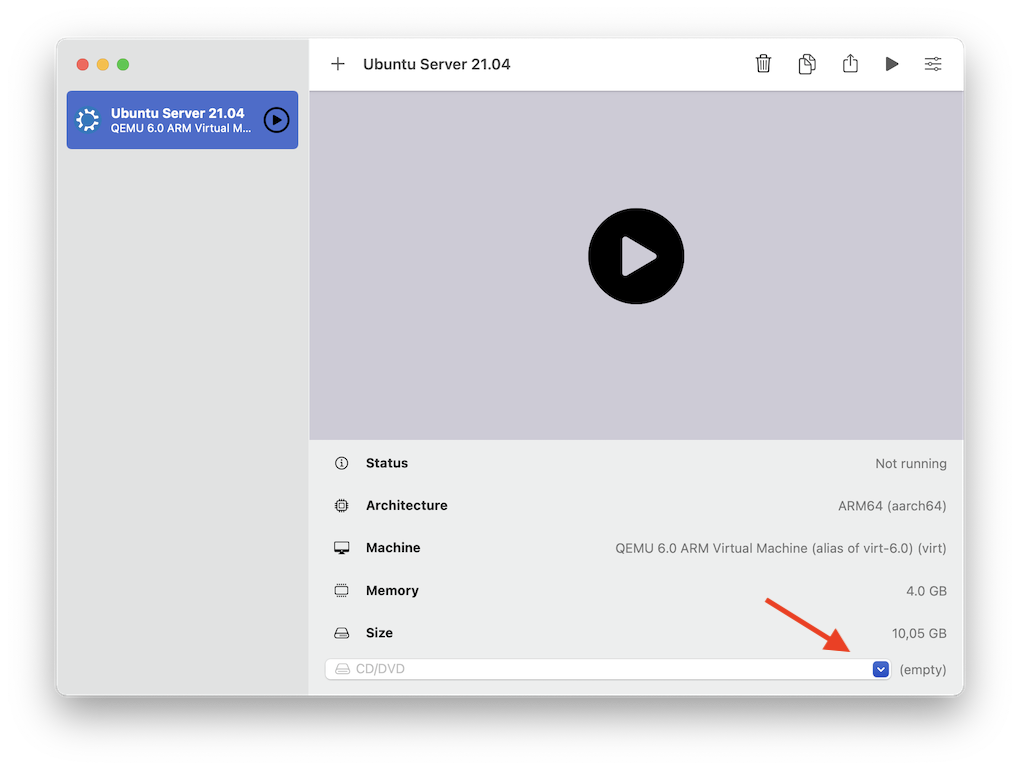 Ubuntu Server 21.04
Ubuntu Server 21.04
QEMU 6.0 ARM Virtual M...
Status Not running
Architecture ARM64 (aarch64)
Machine QEMU 6.0 ARM Virtual Machine (alias of virt-6.0) (virt)
Memory 4.0 GB
Size 10,05 GB
CD/DVD (empty)